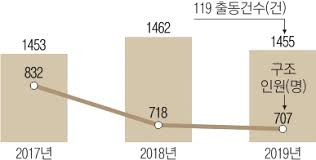 119 출동건수(건)
1453
1462
1455
832
718
구조
인원(명)
707
2017년
2018년
2019년